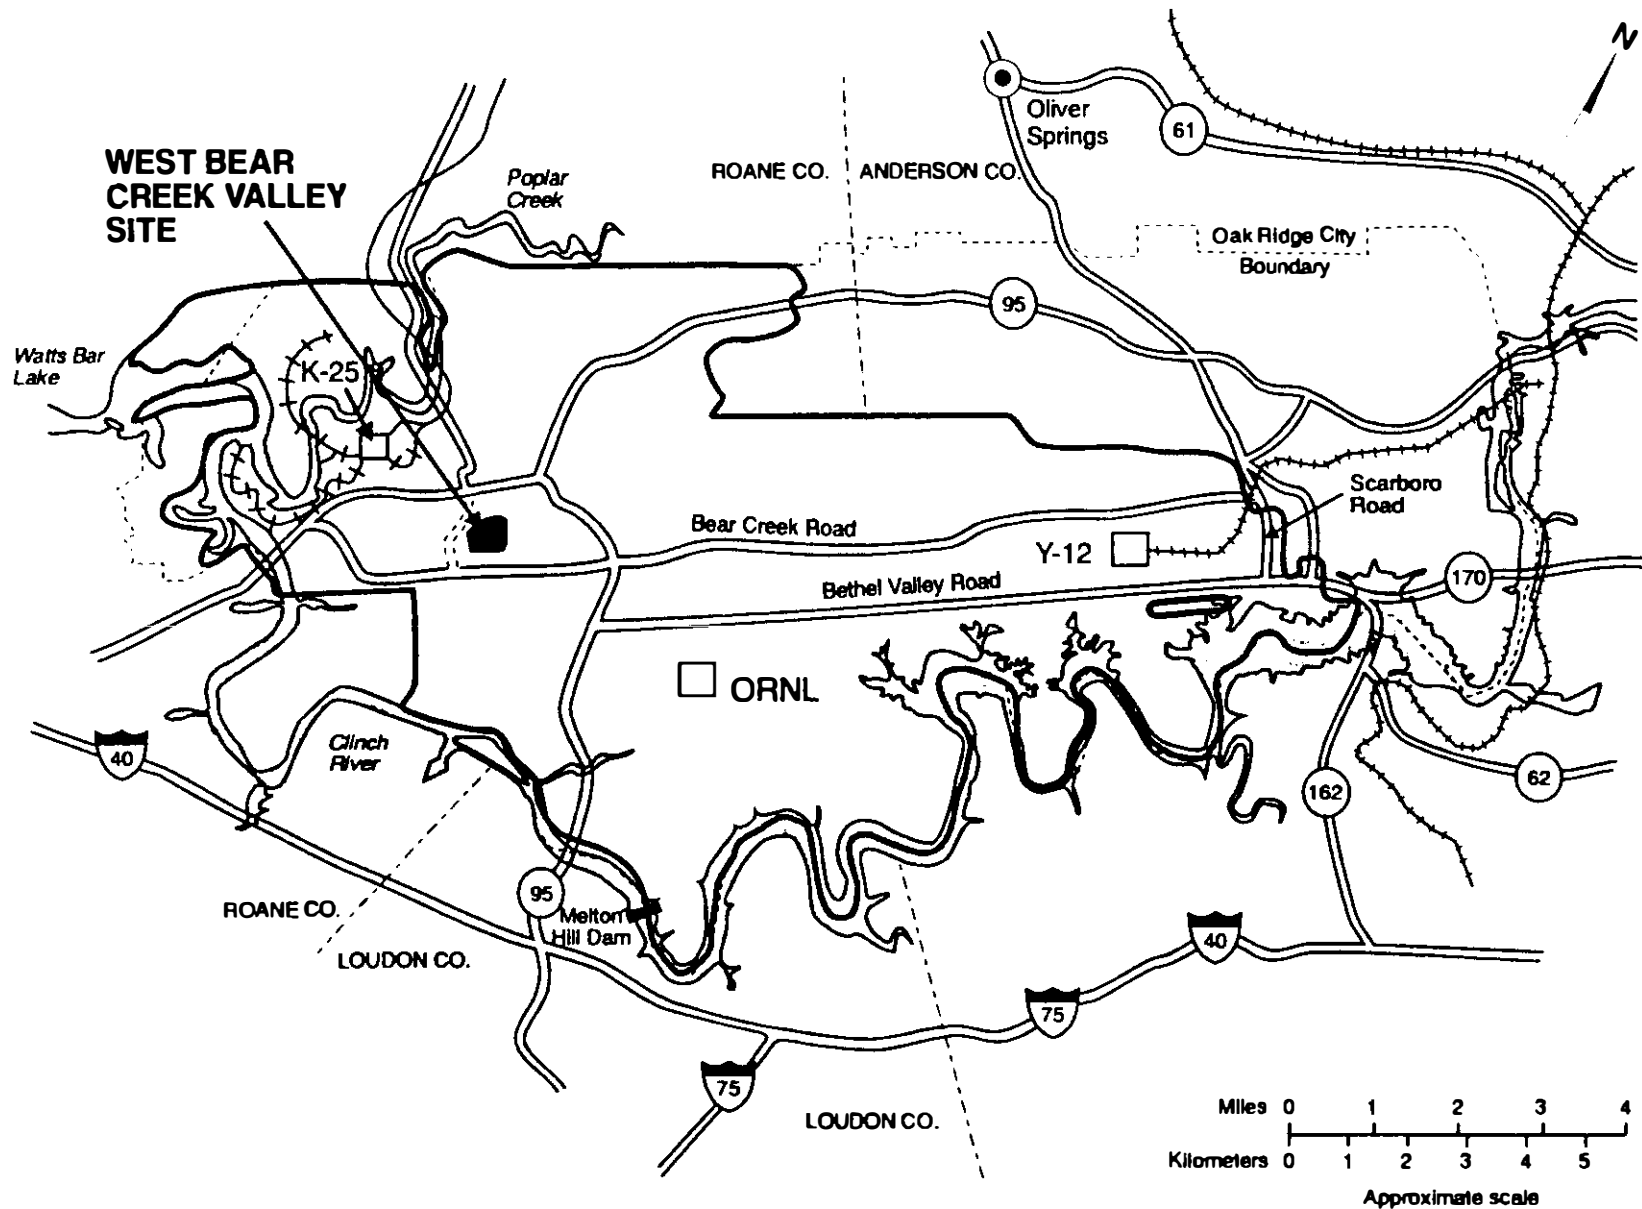 N
Oliver
Springs
61
WEST BEAR
CREEK VALLEY
SITE
Poplar
Creek
ROANE CO.
ANDERSON CO.
Oak Ridge City
Boundary
95
Watts Bar
Lake
K-25
Scarboro
Road
Bear Creek Road
Y-12
170
Bethel Valley Road
ORNL
Clinch
River
40
62
162
95
ROANE CO.
Melton
Hill Dam
LOUDON CO.
40
75
75
LOUDON CO.
Miles 0 1 2 3 4
Kilometers 0 1 2 3 4 5
Approximate scale